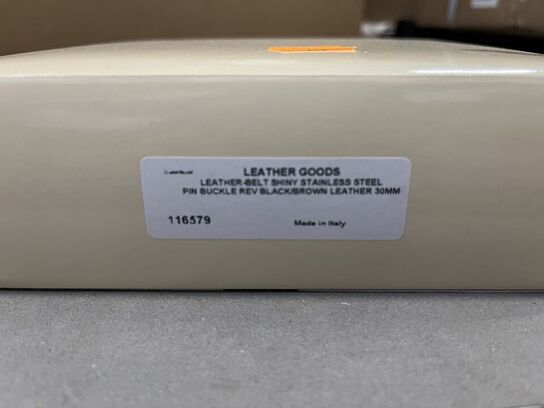 LEATHER GOODS
LEATHER-BELT SHINY STAINLESS STEEL
PIN BUCKLE REV BLACK/BROWN LEATHER 30MM
116579 Made in Italy